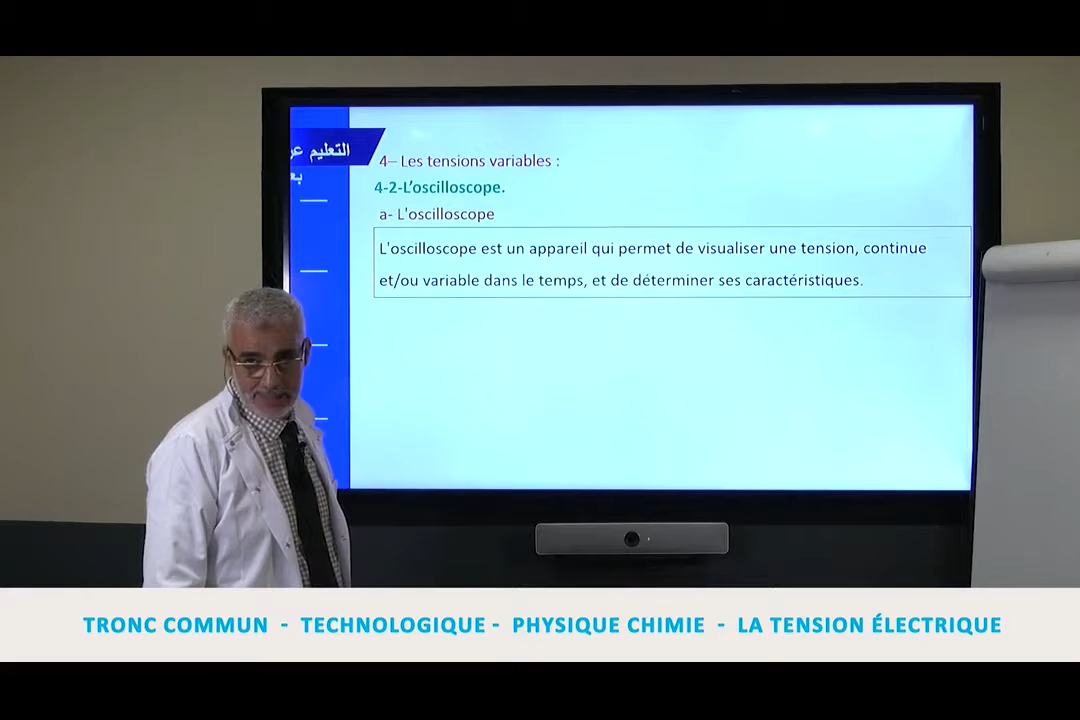 التعليم عن
بع
4– Les tensions variables :
4-2-L’oscilloscope.
a- L'oscilloscope
L'oscilloscope est un appareil qui permet de visualiser une tension, continue
et/ou variable dans le temps, et de déterminer ses caractéristiques.
TRONC COMMUN - TECHNOLOGIQUE - PHYSIQUE CHIMIE - LA TENSION ÉLECTRIQUE